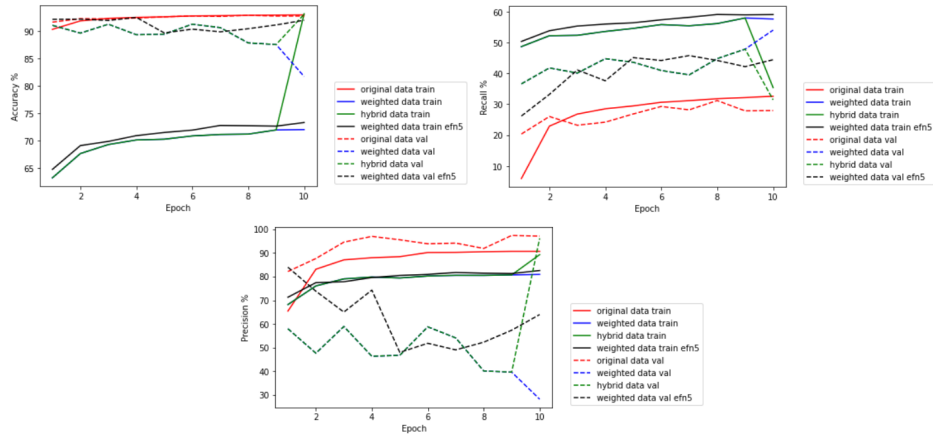 Accuracy %
90
85
80
75
70
65
2 4 6 8 10
Epoch
original data train
weighted data train
hybrid data train
weighted data train efn5
original data val
weighted data val
hybrid data val
weighted data val efn5
Recall %
60
50
40
30
20
10
2 4 6 8 10
Epoch
original data train
weighted data train
hybrid data train
weighted data train efn5
original data val
weighted data val
hybrid data val
weighted data val efn5
Precision %
100
90
80
70
60
50
40
30
2 4 6 8 10
Epoch
original data train
weighted data train
hybrid data train
weighted data train efn5
original data val
weighted data val
hybrid data val
weighted data val efn5